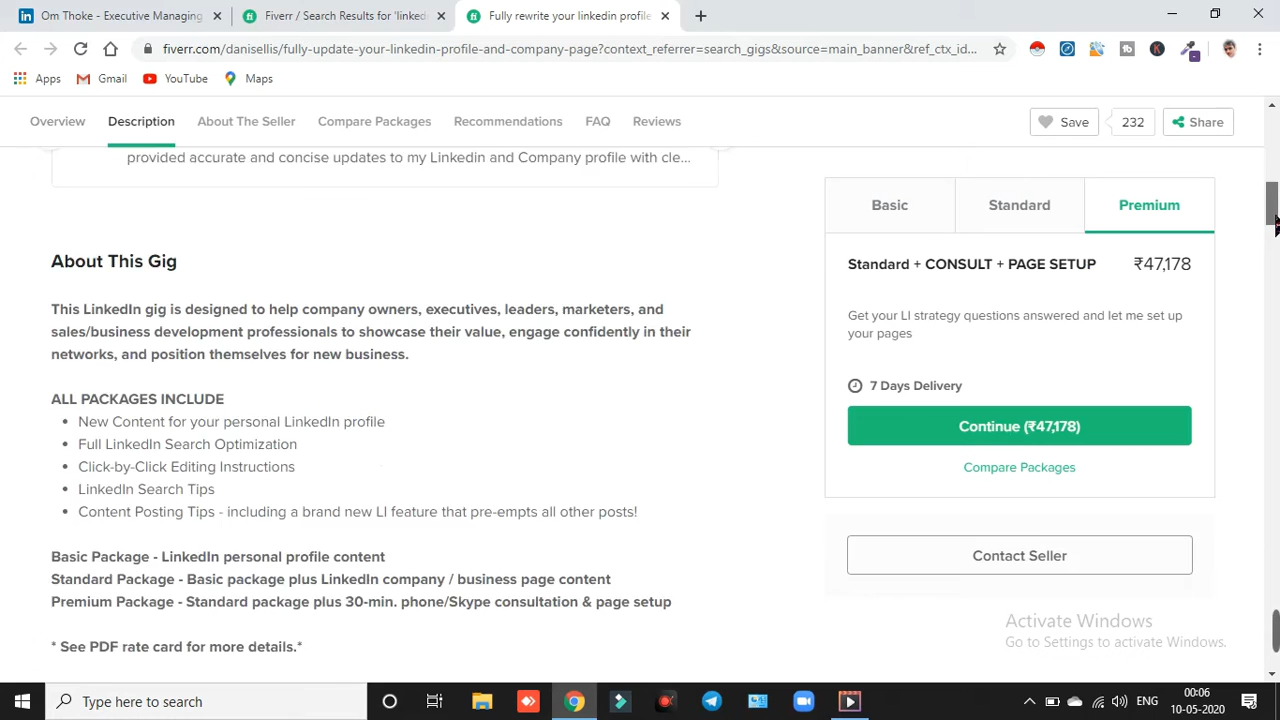 Om Thoke - Executive Managing
Fiverr / Search Results for 'linked
Fully rewrite your linkedin profile
fiverr.com/danisellis/fully-update-your-linkedin-profile-and-company-page?context_referrer=search_gigs&source=main_banner&ref_ctx_id...
Apps Gmail YouTube Maps
Overview Description About The Seller Compare Packages Recommendations FAQ Reviews
Save 232 Share
provided accurate and concise updates to my Linkedin and Company profile with cle...
About This Gig
This LinkedIn gig is designed to help company owners, executives, leaders, marketers, and
sales/business development professionals to showcase their value, engage confidently in their
networks, and position themselves for new business.
ALL PACKAGES INCLUDE
• New Content for your personal LinkedIn profile
• Full LinkedIn Search Optimization
• Click-by-Click Editing Instructions
• LinkedIn Search Tips
• Content Posting Tips - including a brand new LI feature that pre-empts all other posts!
Basic Package - LinkedIn personal profile content
Standard Package - Basic package plus LinkedIn company / business page content
Premium Package - Standard package plus 30-min. phone/Skype consultation & page setup
* See PDF rate card for more details.*
Basic Standard Premium
Standard + CONSULT + PAGE SETUP ₹47,178
Get your LI strategy questions answered and let me set up
your pages
7 Days Delivery
Continue (₹47,178)
Compare Packages
Contact Seller
Activate Windows
Go to Settings to activate Windows.
Type here to search
ENG
00:06
10-05-2020